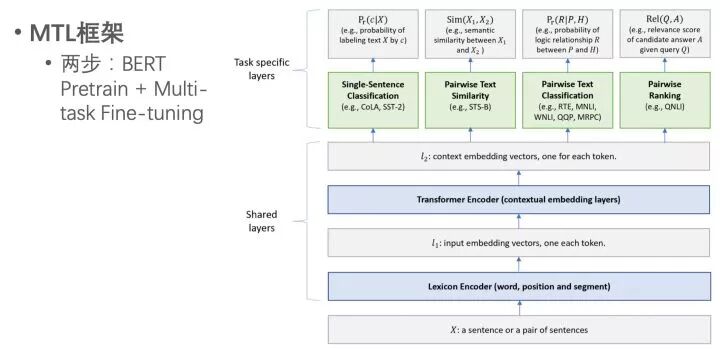 • MTL框架
• 两步：BERT
Pretrain + Multi-
task Fine-tuning
Task specific
layers
Pr(c|X)
(e.g., probability of
labeling text X by c)
Sim(X1, X2)
(e.g., semantic
similarity between X1
and X2 )
Pr(R|P, H)
(e.g., probability of
logic relationship R
between P and H)
Rel(Q, A)
(e.g., relevance score
of candidate answer A
given query Q)
Single-Sentence
Classification
(e.g., CoLA, SST-2)
Pairwise Text
Similarity
(e.g., STS-B)
Pairwise Text
Classification
(e.g., RTE, MNLI,
WNLI, QQP, MRPC)
Pairwise
Ranking
(e.g., QNLI)
Shared
layers
l2: context embedding vectors, one for each token.
Transformer Encoder (contextual embedding layers)
l1: input embedding vectors, one each token.
Lexicon Encoder (word, position and segment)
X: a sentence or a pair of sentences